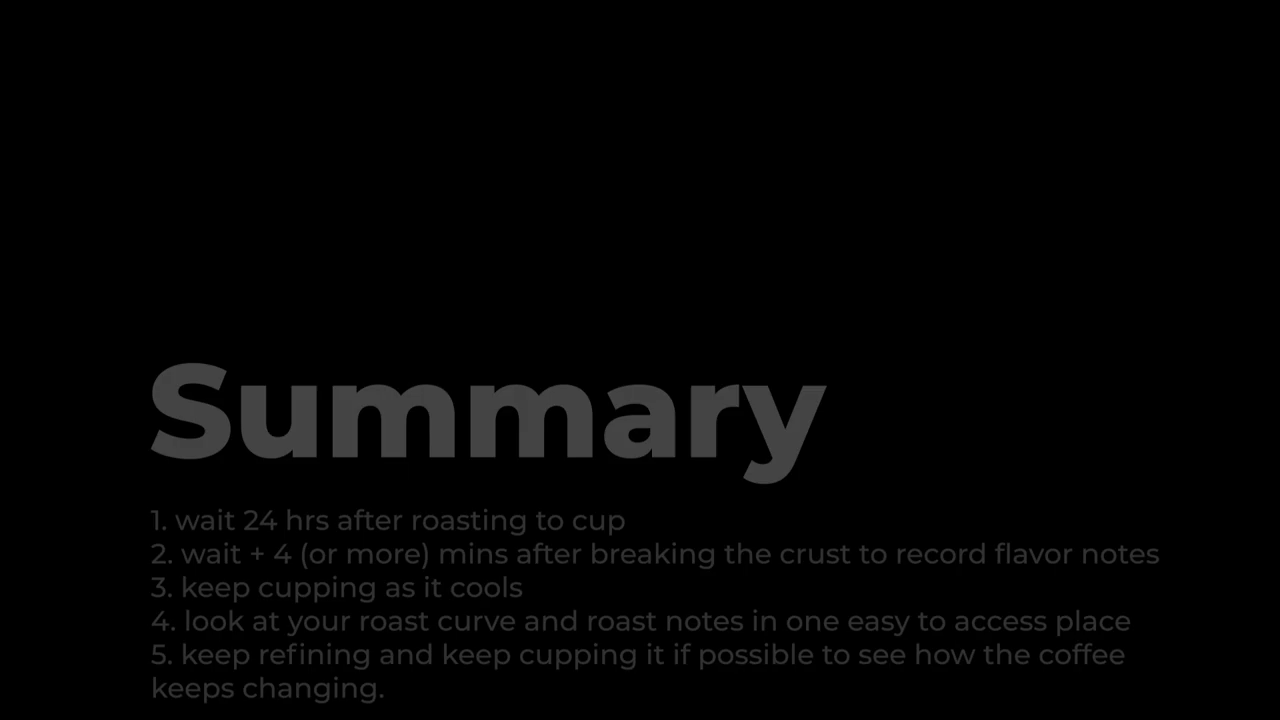 Summary
1. wait 24 hrs after roasting to cup
2. wait + 4 (or more) mins after breaking the crust to record flavor notes
3. keep cupping as it cools
4. look at your roast curve and roast notes in one easy to access place
5. keep refining and keep cupping it if possible to see how the coffee
keeps changing.